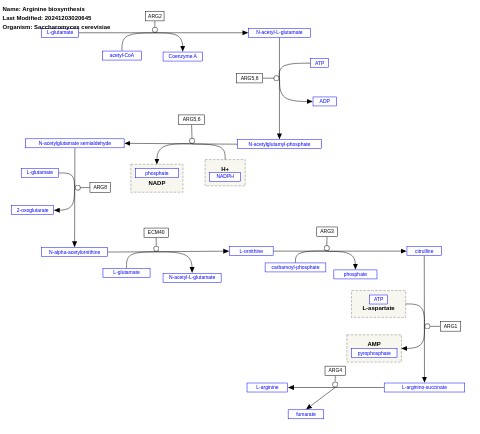 Name: Arginine biosynthesis
Last Modified: 20241203020645
Organism: Saccharomyces cerevisiae
ARG2
L-glutamate
N-acetyl-L-glutamate
acetyl-CoA
Coenzyme A
ATP
ARG5,6
ADP
ARG5,6
N-acetylglutamate semialdehyde
N-acetylglutamyl-phosphate
L-glutamate
phosphate
NADP
H+
NADPH
ARG8
2-oxoglutarate
ECM40
ARG3
N-alpha-acetylornithine
L-ornithine
citrulline
L-glutamate
N-acetyl-L-glutamate
carbamoyl-phosphate
phosphate
ATP
L-aspartate
ARG1
AMP
pyrophosphate
ARG4
L-arginine
L-arginino-succinate
fumarate